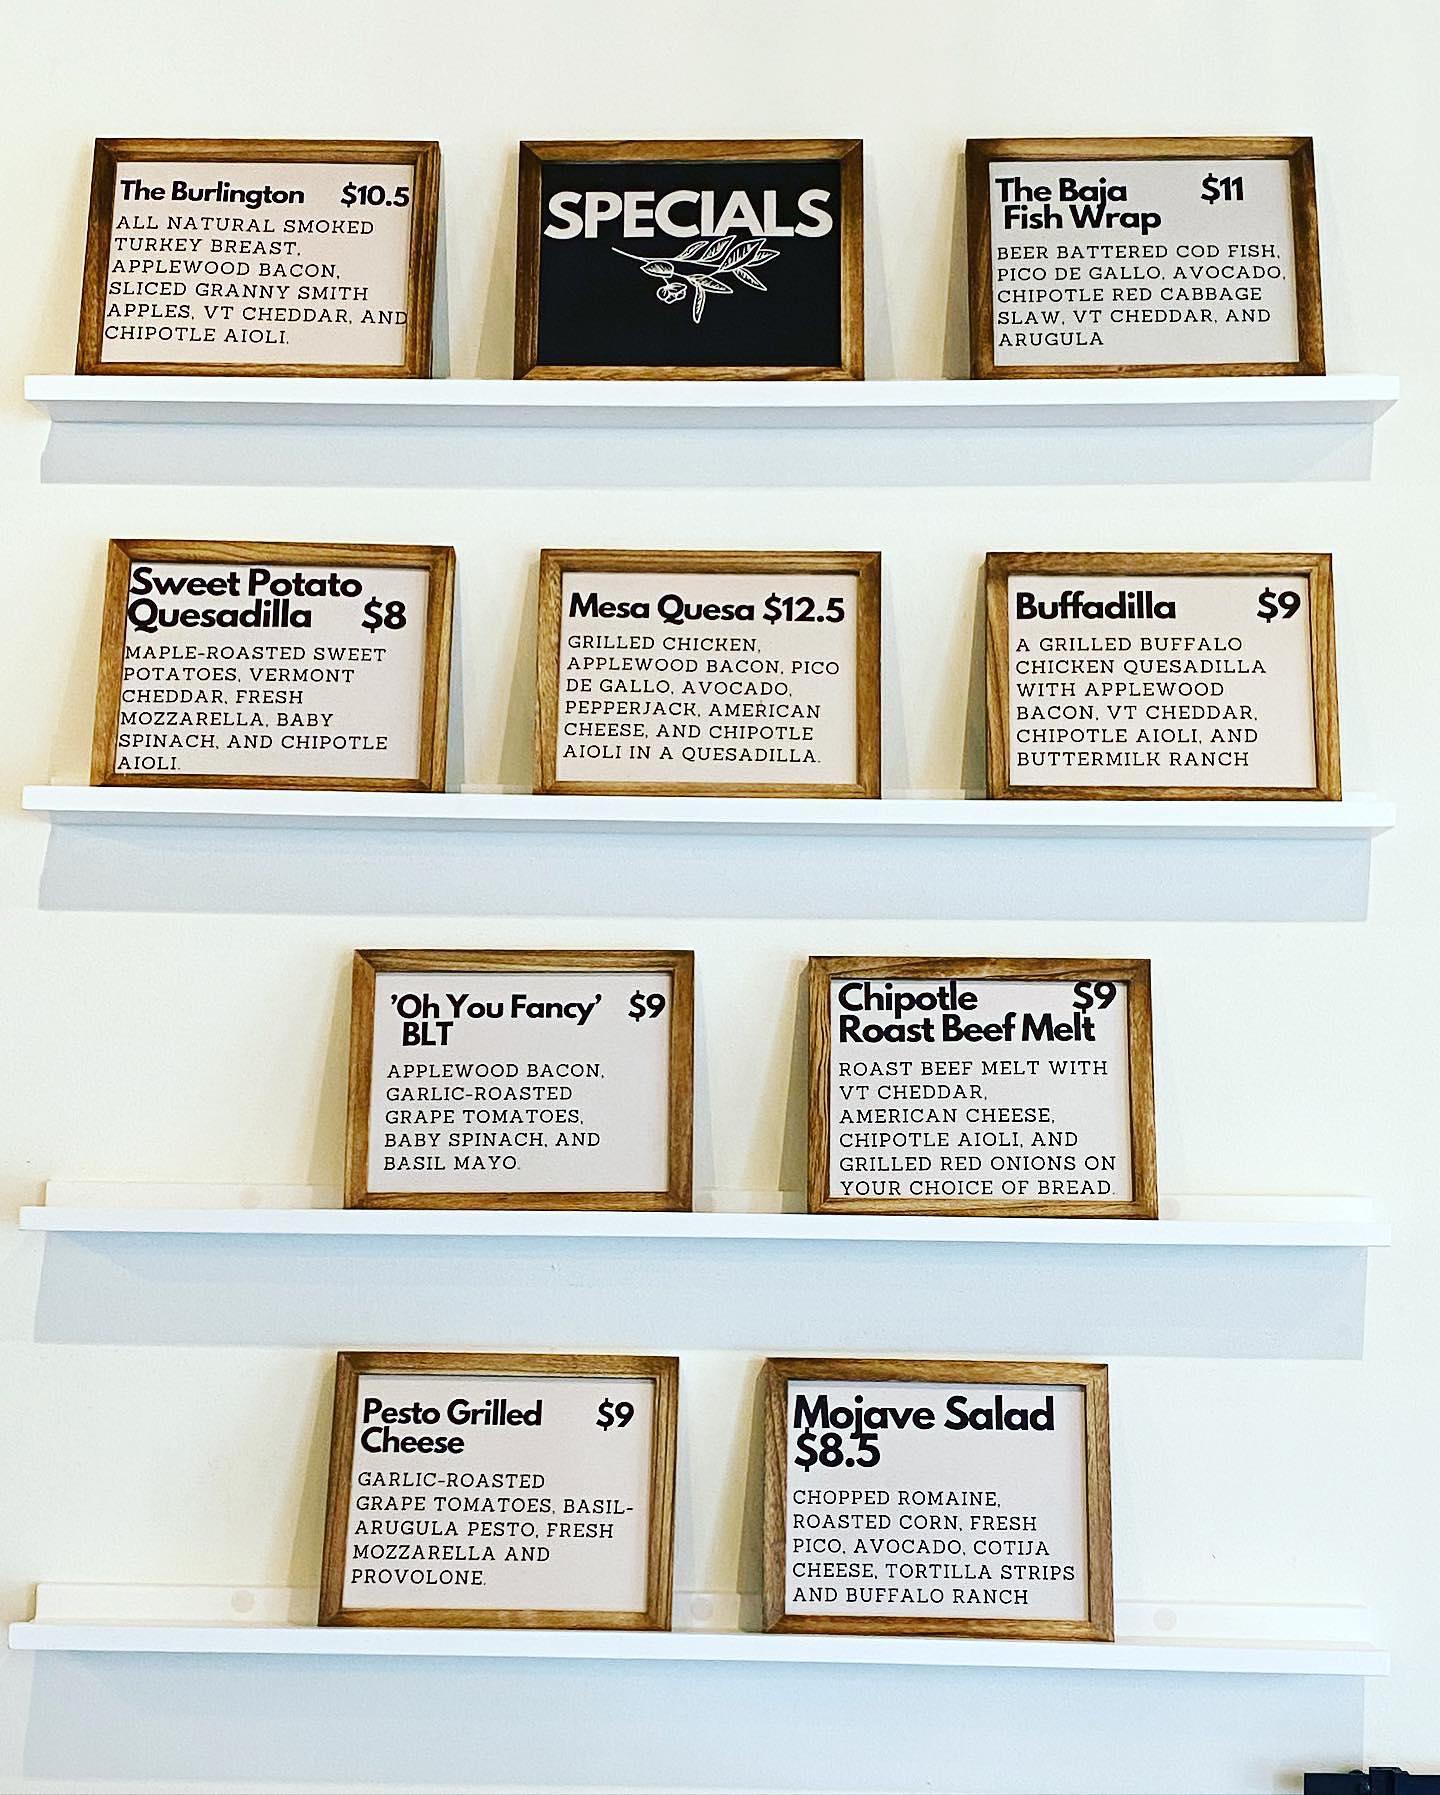 The Burlington $10.5
ALL NATURAL SMOKED
TURKEY BREAST,
APPLEWOOD BACON,
SLICED GRANNY SMITH
APPLES, VT CHEDDAR, AND
CHIPOTLE AIOLI.
SPECIALS
The Baja $11
Fish Wrap
BEER BATTERED COD FISH,
PICO DE GALLO, AVOCADO,
CHIPOTLE RED CABBAGE
SLAW, VT CHEDDAR, AND
ARUGULA
Sweet Potato
Quesadilla $8
MAPLE-ROASTED SWEET
POTATOES, VERMONT
CHEDDAR, FRESH
MOZZARELLA, BABY
SPINACH, AND CHIPOTLE
AIOLI.
Mesa Quesa $12.5
GRILLED CHICKEN,
APPLEWOOD BACON, PICO
DE GALLO, AVOCADO,
PEPPERJACK, AMERICAN
CHEESE, AND CHIPOTLE
AIOLI IN A QUESADILLA.
Buffadilla $9
A GRILLED BUFFALO
CHICKEN QUESADILLA
WITH APPLEWOOD
BACON, VT CHEDDAR,
CHIPOTLE AIOLI, AND
BUTTERMILK RANCH
'Oh You Fancy' $9
BLT
APPLEWOOD BACON,
GARLIC-ROASTED
GRAPE TOMATOES,
BABY SPINACH, AND
BASIL MAYO.
Chipotle $9
Roast Beef Melt
ROAST BEEF MELT WITH
VT CHEDDAR,
AMERICAN CHEESE,
CHIPOTLE AIOLI, AND
GRILLED RED ONIONS ON
YOUR CHOICE OF BREAD.
Pesto Grilled $9
Cheese
GARLIC-ROASTED
GRAPE TOMATOES, BASIL-
ARUGULA PESTO, FRESH
MOZZARELLA AND
PROVOLONE.
Mojave Salad
$8.5
CHOPPED ROMAINE,
ROASTED CORN, FRESH
PICO, AVOCADO, COTIJA
CHEESE, TORTILLA STRIPS
AND BUFFALO RANCH